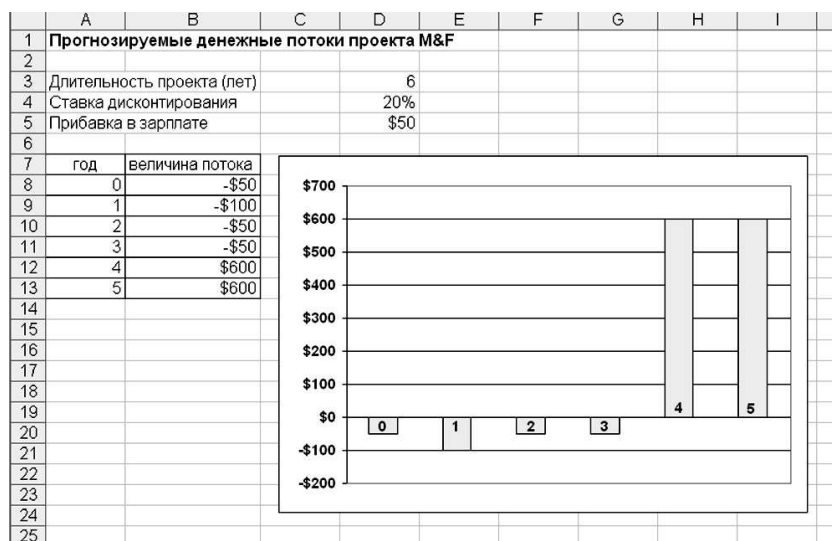 A B C D E F G H I
1 Прогнозируемые денежные потоки проекта M&F
2
3 Длительность проекта (лет) 6
4 Ставка дисконтирования 20%
5 Прибавка в зарплате $50
6
7 год величина потока
8 0 -$50
9 1 -$100
10 2 -$50
11 3 -$50
12 4 $600
13 5 $600
14
15
16
17
18
19
20
21
22
23
24
25
$700
$600
$500
$400
$300
$200
$100
$0
-$100
-$200
0 1 2 3 4 5